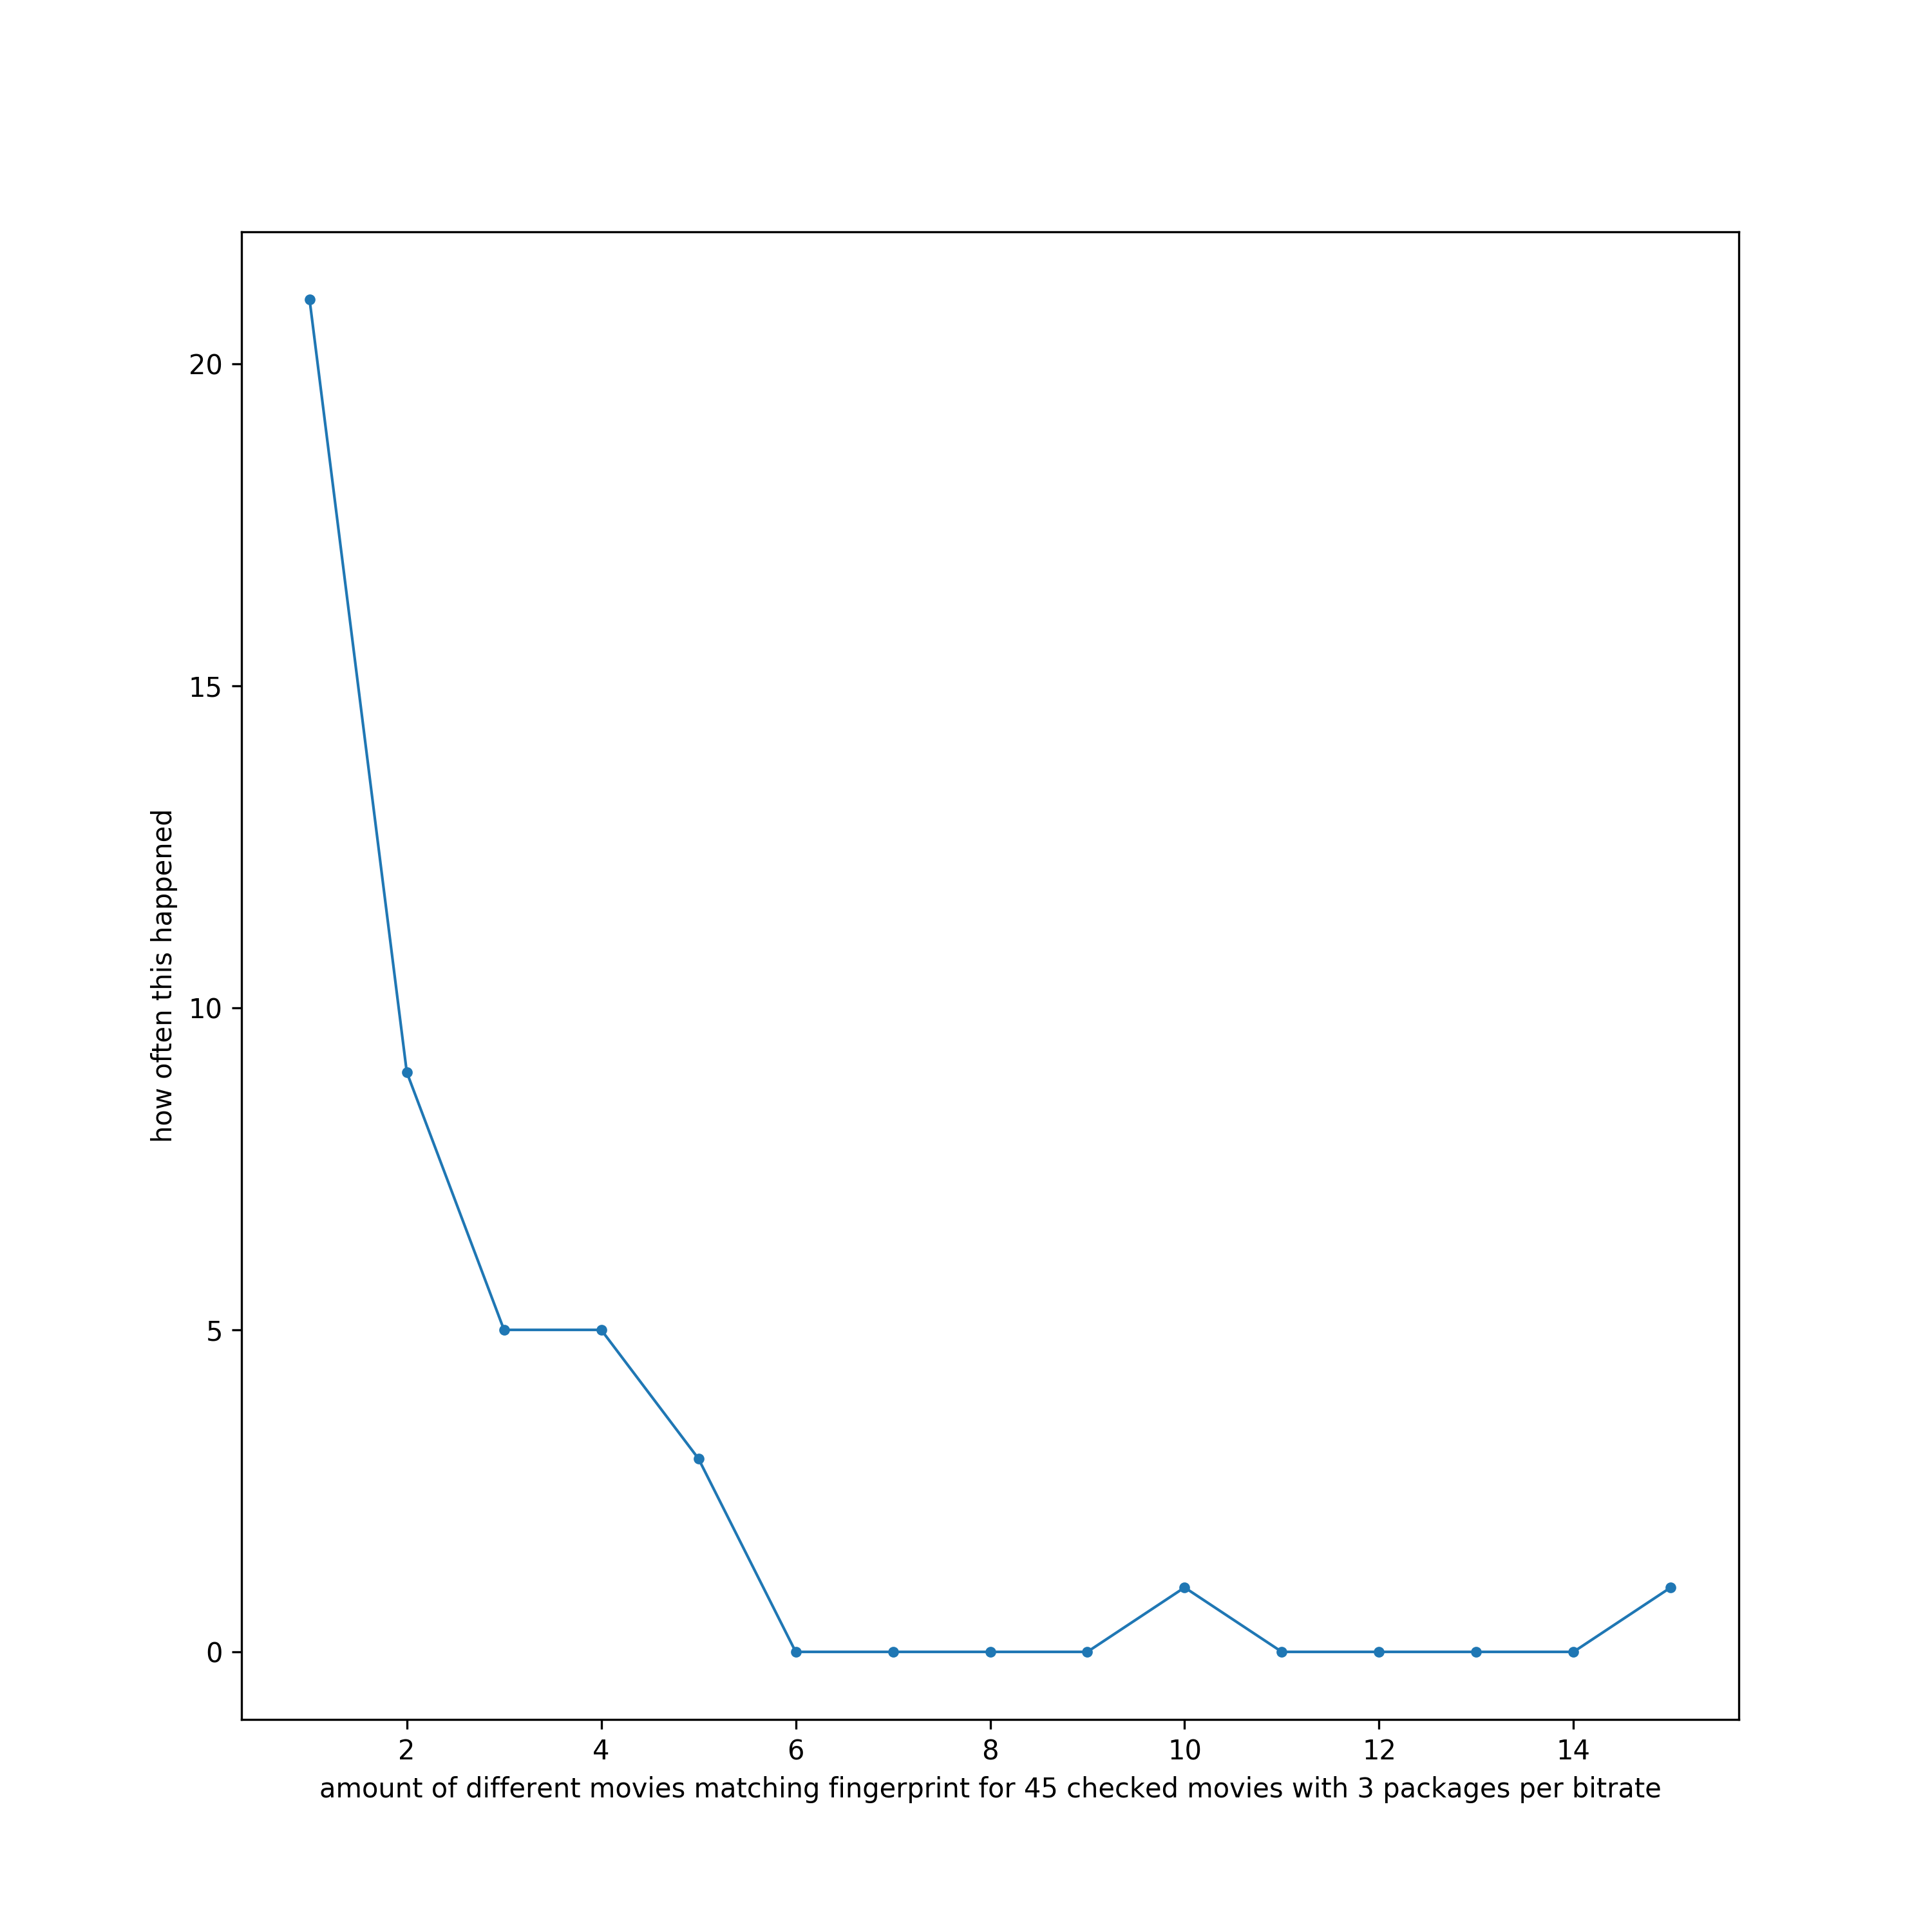 20
15
10
5
0
how often this happened
2 4 6 8 10 12 14
amount of different movies matching fingerprint for 45 checked movies with 3 packages per bitrate